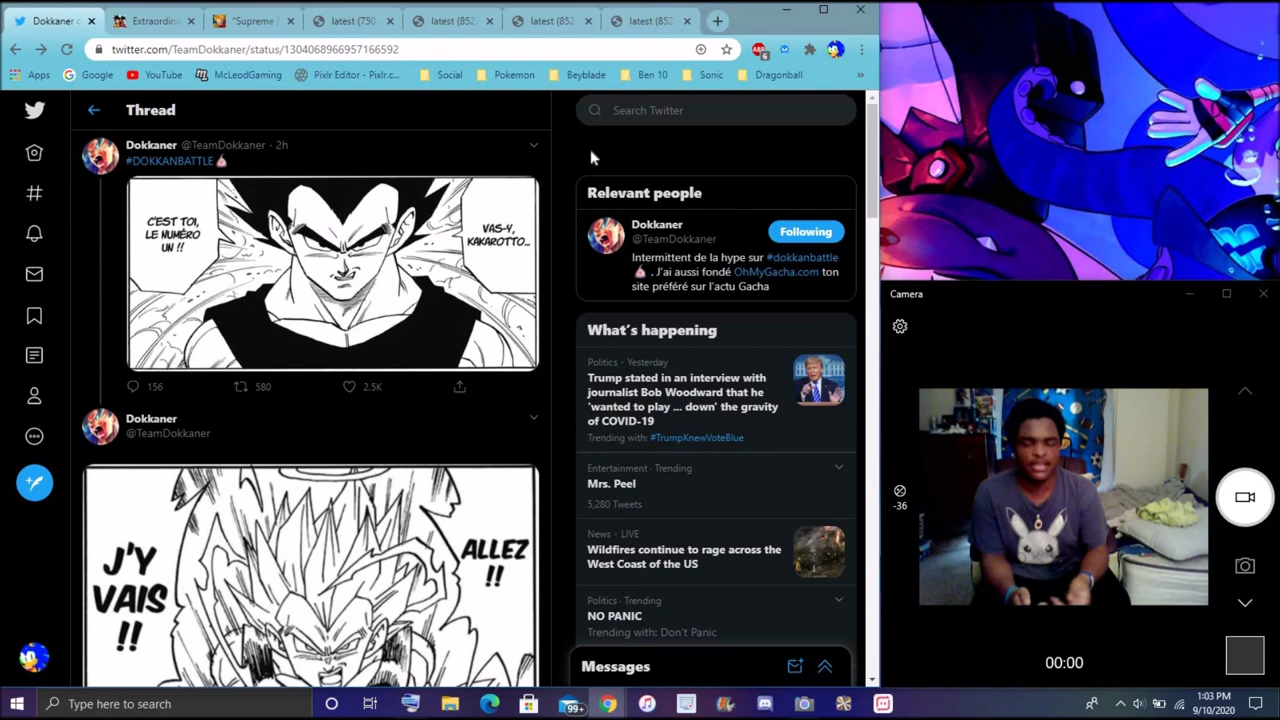 Dokkaner
Extraordin
"Supreme
latest (750
latest (852
latest (852
latest (852
twitter.com/TeamDokkaner/status/1304068966957166592
ABP
6
Apps
Google
YouTube
McLeodGaming
Pixlr Editor - Pixlr.c...
Social
Pokemon
Beyblade
Ben 10
Sonic
Dragonball
»
Thread
Dokkaner @TeamDokkaner · 2h
#DOKKANBATTLE
C'EST TOI,
LE NUMÉRO
UN !!
VAS-Y,
KAKAROTTO...
156
580
2.5K
Dokkaner
@TeamDokkaner
J'Y
VAIS
!!
ALLEZ
!!
Search Twitter
Relevant people
Dokkaner
@TeamDokkaner
Following
Intermittent de la hype sur #dokkanbattle
. J'ai aussi fondé OhMyGacha.com ton
site préféré sur l'actu Gacha
What's happening
Politics · Yesterday
Trump stated in an interview with
journalist Bob Woodward that he
'wanted to play ... down' the gravity
of COVID-19
Trending with: #TrumpKnewVoteBlue
Entertainment · Trending
Mrs. Peel
5,280 Tweets
News · LIVE
Wildfires continue to rage across the
West Coast of the US
Politics · Trending
NO PANIC
Trending with: Don't Panic
Messages
Camera
-36
00:00
Type here to search
99+
1:03 PM
9/10/2020